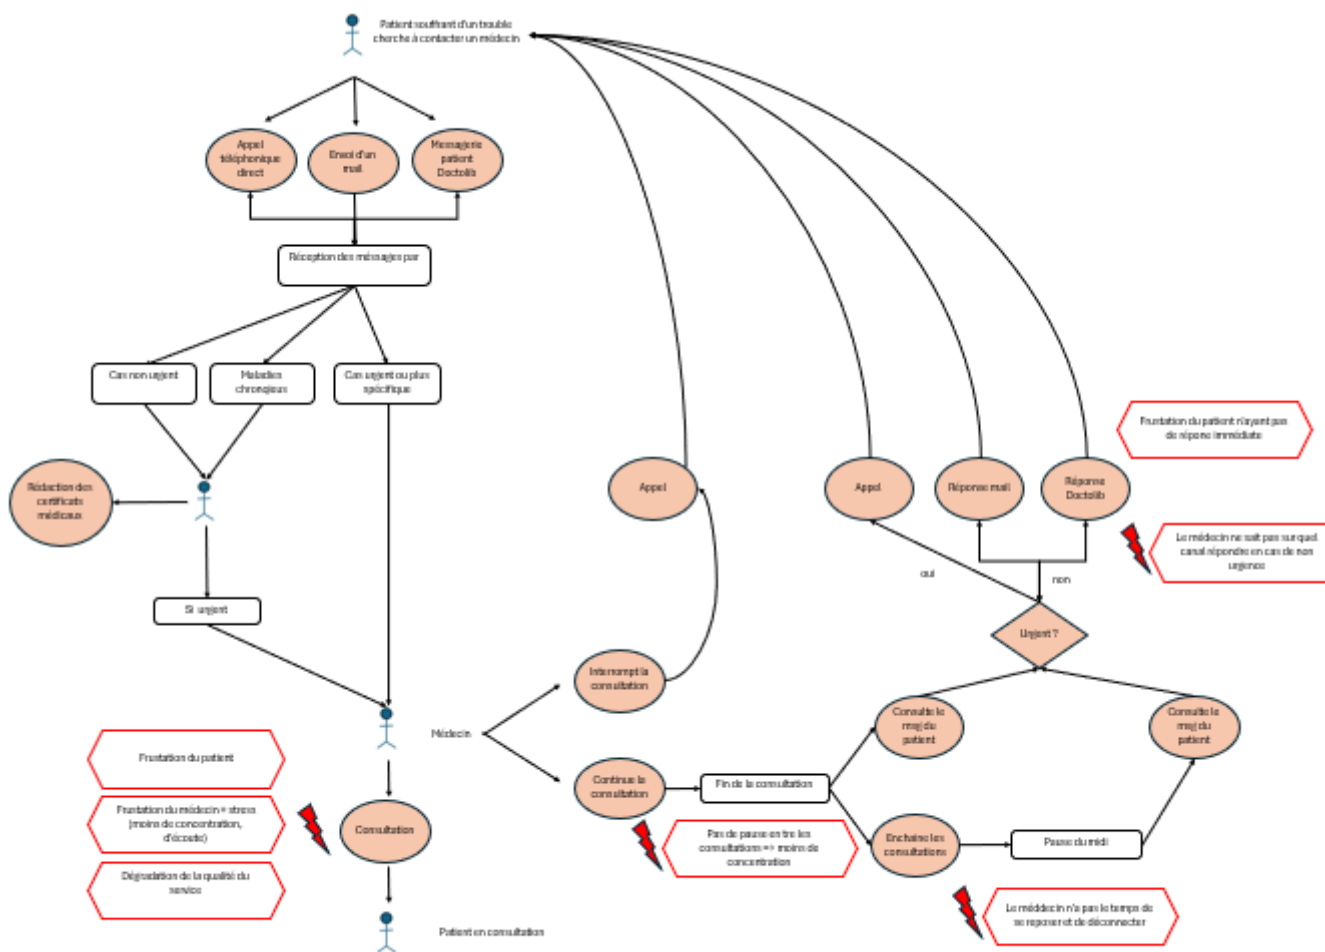 Patient souffrant d'un trouble
cherche à contacter un médecin
Appel
téléphonique
direct
Envoi d'un
mail
Messagerie
patient
Doctolib
Réception des méssages par
Cas non urgent
Maladies
chronqieus
Cas urgent ou plus
spécifique
Rédaction des
certificats
médicaux
Si urgent
Appel
Appel
Réponse mail
Réponse
Doctolib
Frustation du patient n'ayant pas
de répone immédiate
Le médecin ne sait pas sur quel
canal répondre en cas de non
urgence
oui
non
Urgent ?
Interrompt la
consultation
Médecin
Continue la
consultation
Fin de la consultation
Consulte le
msg du
patient
Consulte le
msg du
patient
Enchaine les
consultations
Pause du midi
Pas de pause entre les
consultations => moins de
concentration
Le méddecin n'a pas le temps de
se reposer et de déconnecter
Frustation du patient
Frustation du médecin = stress
(moins de concentration,
d'écoute)
Dégradation de la qualité du
service
Consultation
Patient en consultation